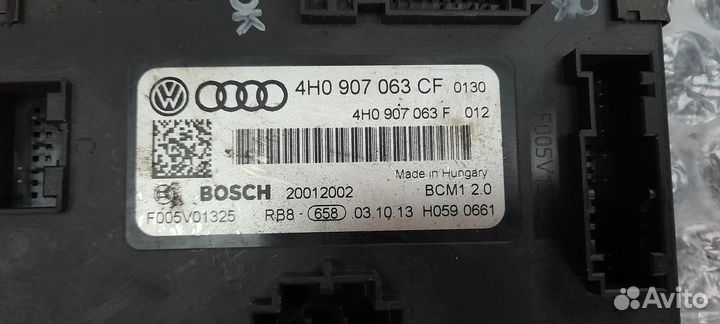 4H0 907 063 CF 0130
4H0 907 063 F 012
Made in Hungary
BOSCH 20012002 BCM1 2.0
F005V01325 RB8 - 658 03.10.13 H059 0661
F005V
Avito